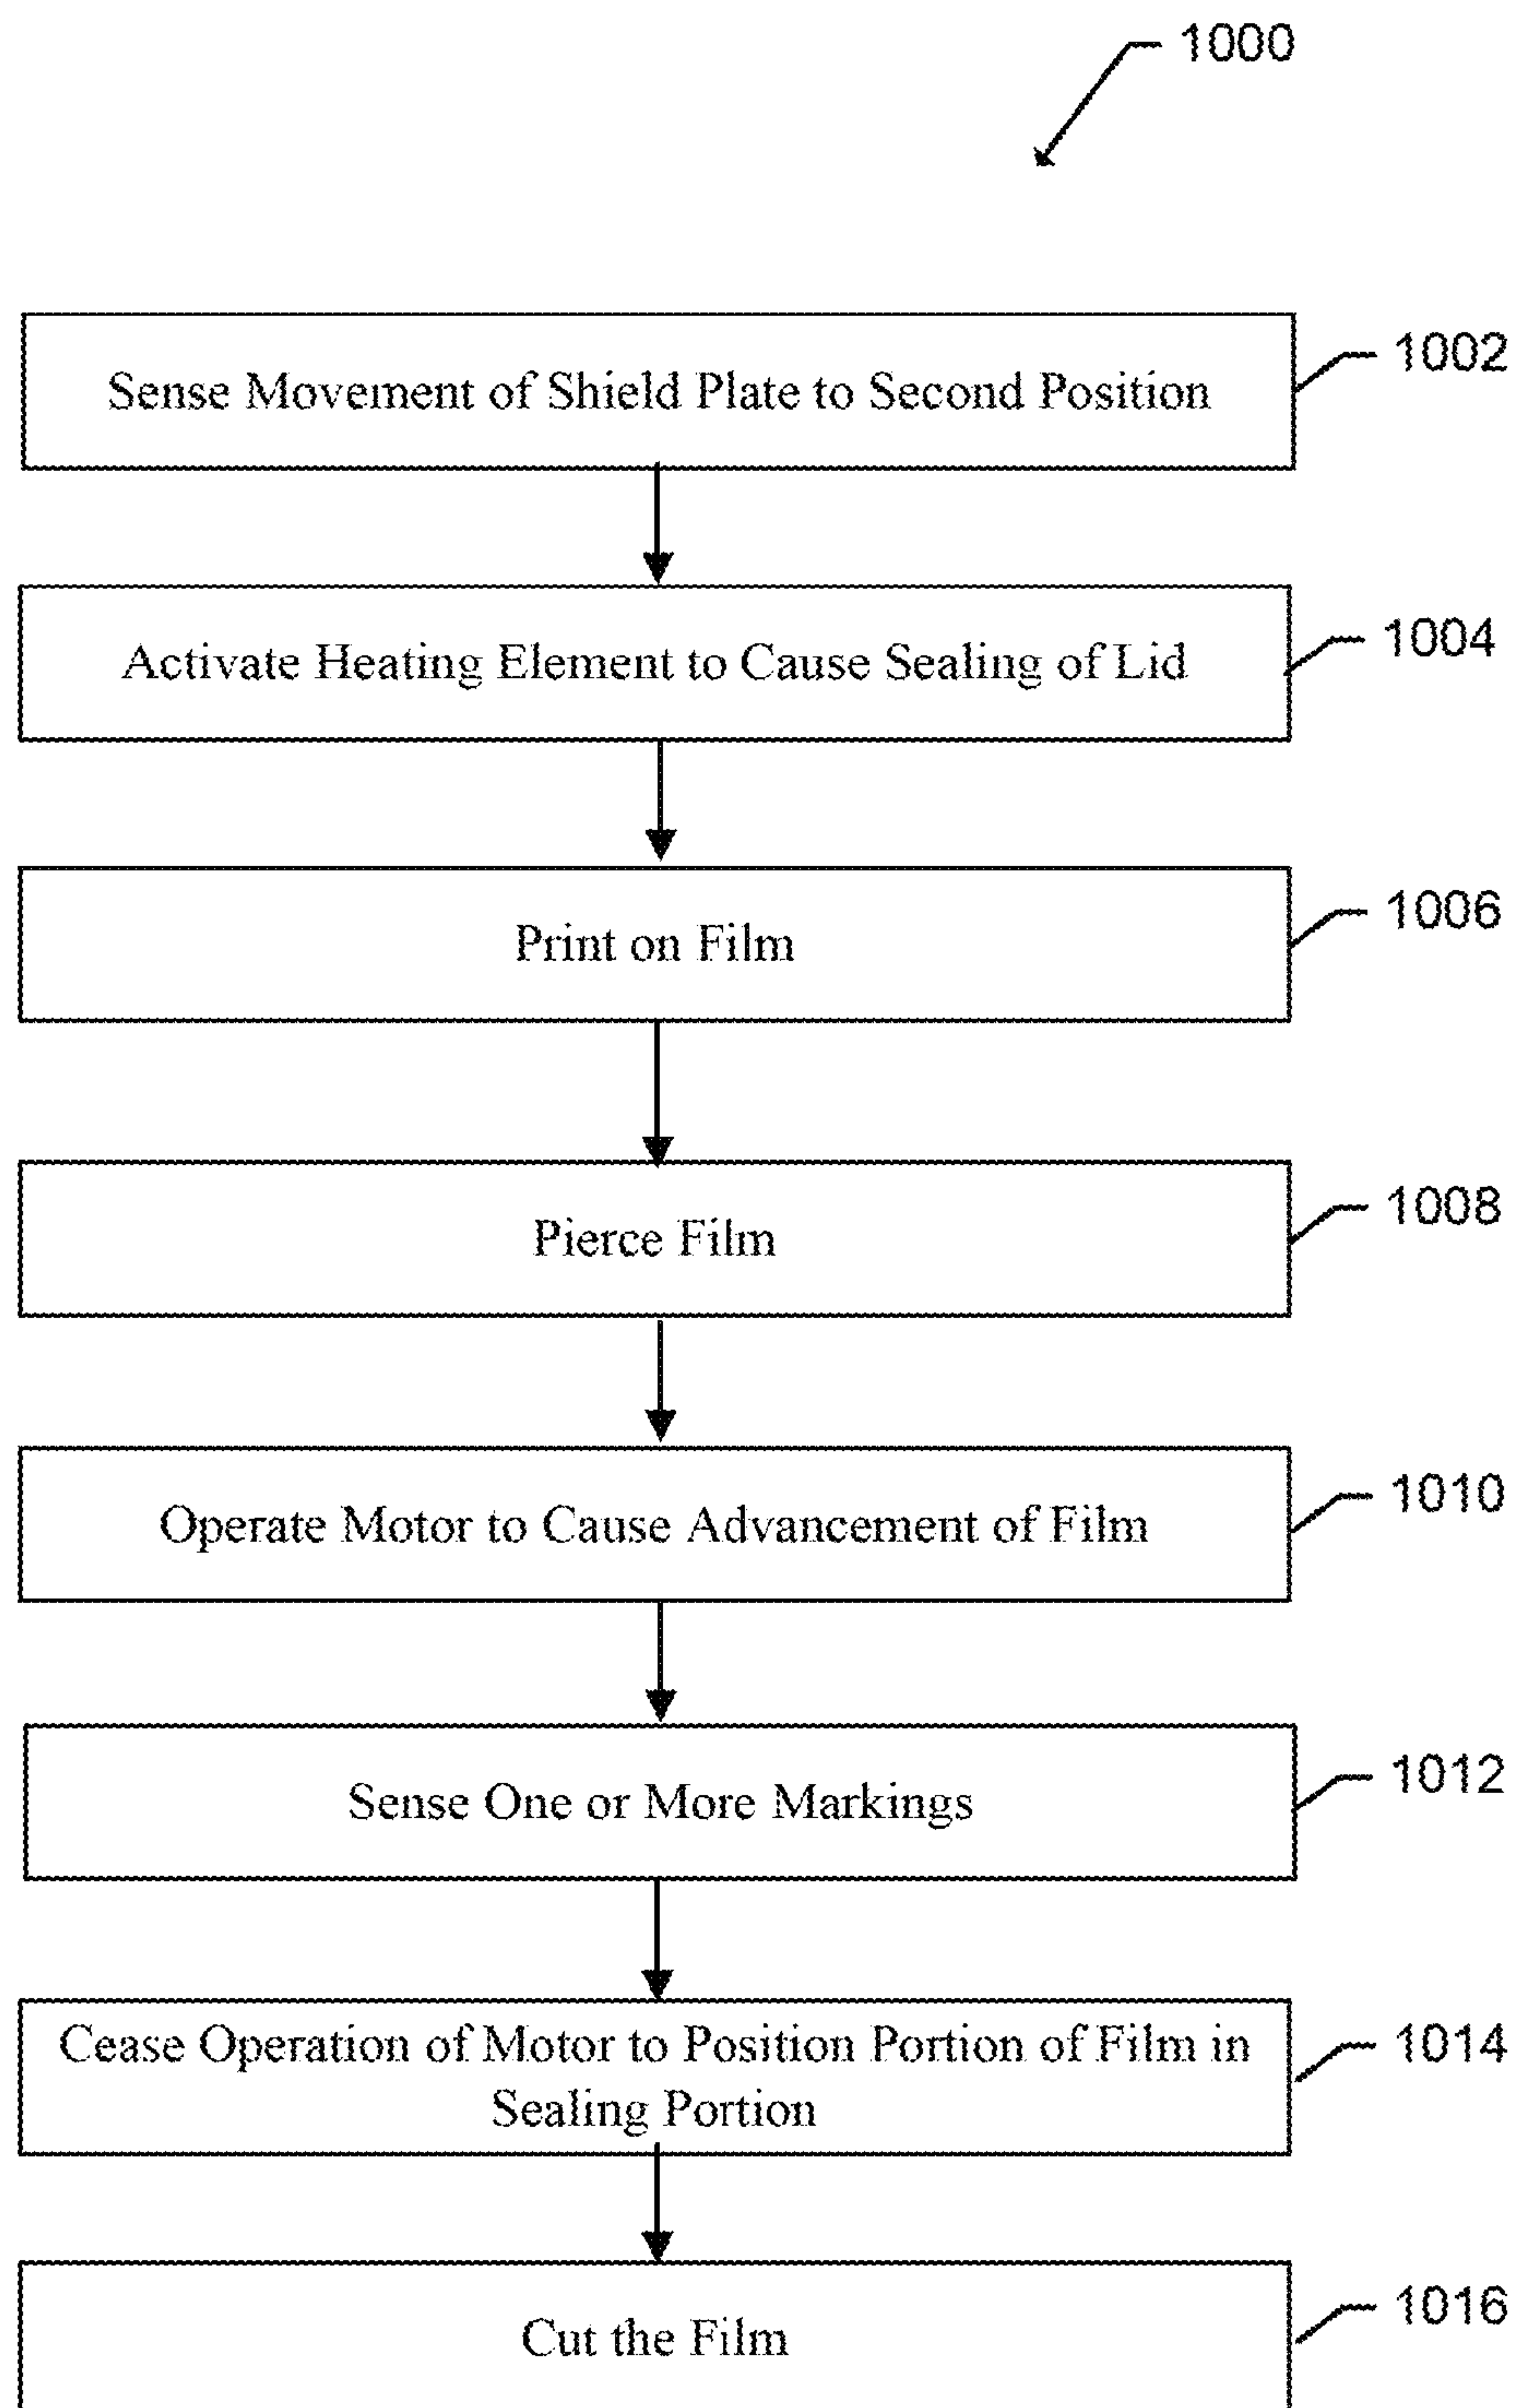 1000
Sense Movement of Shield Plate to Second Position
1002
Activate Heating Element to Cause Sealing of Lid
1004
Print on Film
1006
Pierce Film
1008
Operate Motor to Cause Advancement of Film
1010
Sense One or More Markings
1012
Cease Operation of Motor to Position Portion of Film in
Sealing Portion
1014
Cut the Film
1016